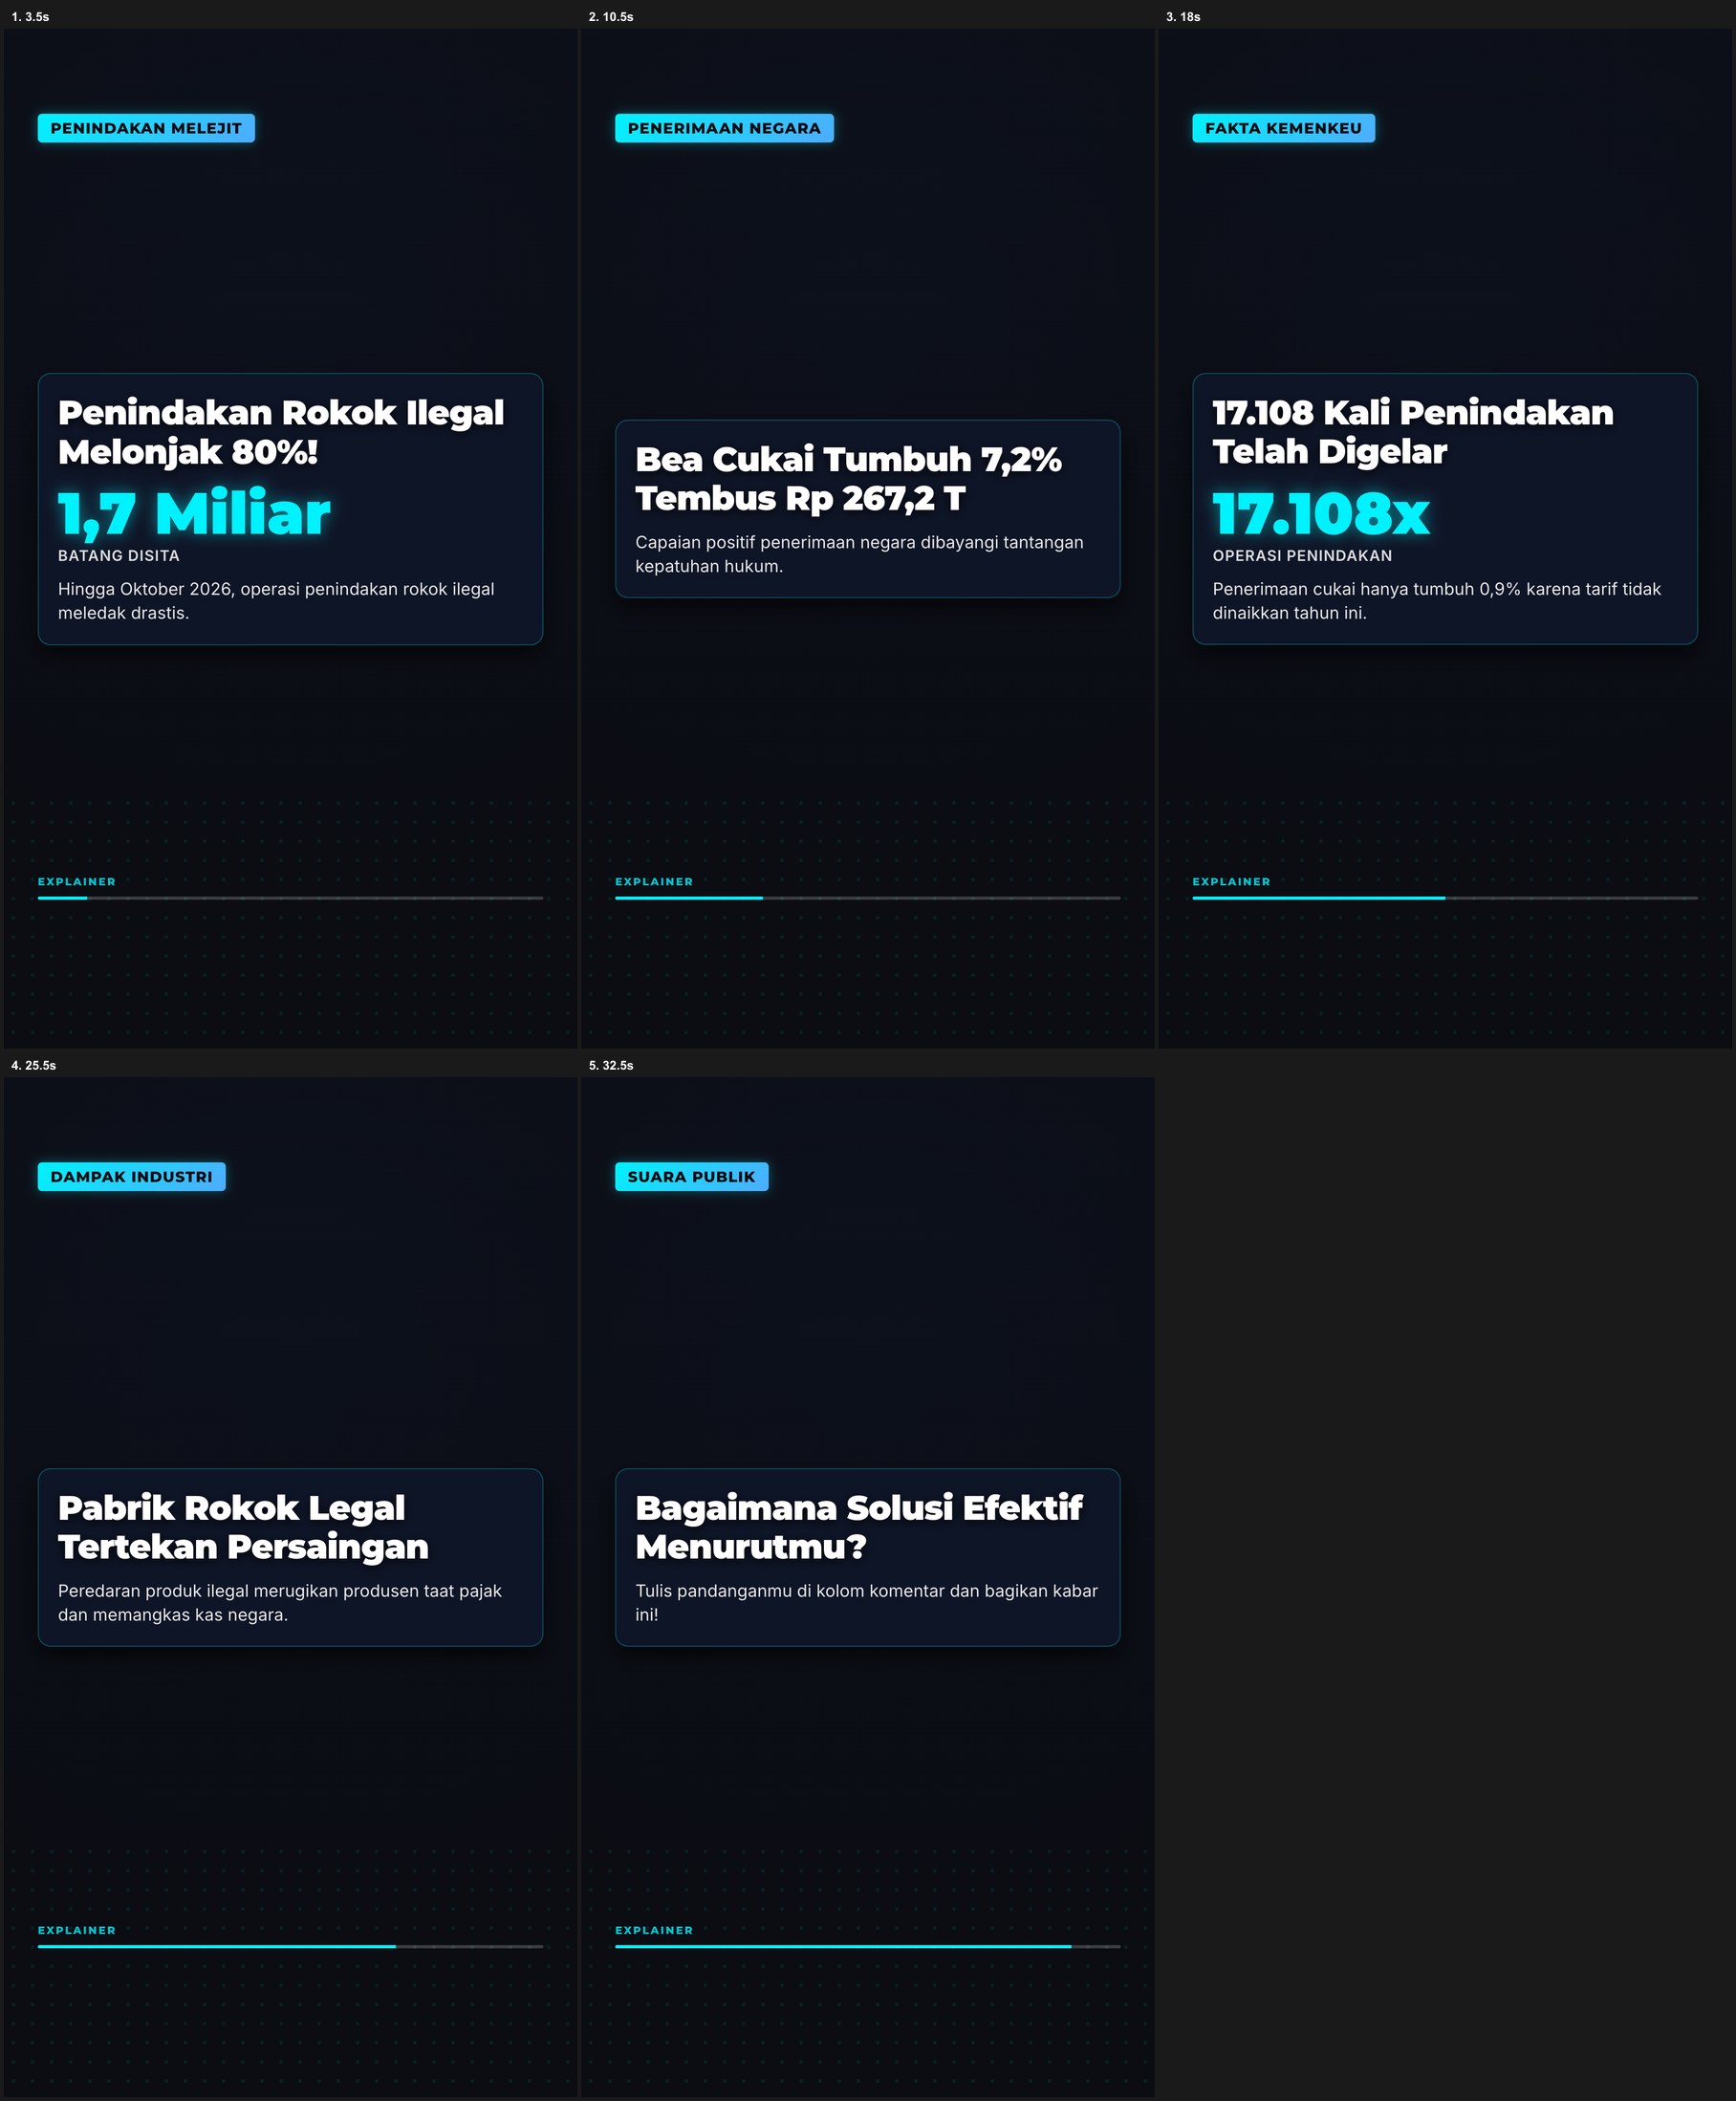 1. 3.5s
PENINDAKAN MELEJIT
Penindakan Rokok Ilegal
Melonjak 80%!
1,7 Miliar
BATANG DISITA
Hingga Oktober 2026, operasi penindakan rokok ilegal
meledak drastis.
EXPLAINER
2. 10.5s
PENERIMAAN NEGARA
Bea Cukai Tumbuh 7,2%
Tembus Rp 267,2 T
Capaian positif penerimaan negara dibayangi tantangan
kepatuhan hukum.
EXPLAINER
3. 18s
FAKTA KEMENKEU
17.108 Kali Penindakan
Telah Digelar
17.108x
OPERASI PENINDAKAN
Penerimaan cukai hanya tumbuh 0,9% karena tarif tidak
dinaikkan tahun ini.
EXPLAINER
4. 25.5s
DAMPAK INDUSTRI
Pabrik Rokok Legal
Tertekan Persaingan
Peredaran produk ilegal merugikan produsen taat pajak
dan memangkas kas negara.
EXPLAINER
5. 32.5s
SUARA PUBLIK
Bagaimana Solusi Efektif
Menurutmu?
Tulis pandanganmu di kolom komentar dan bagikan kabar
ini!
EXPLAINER